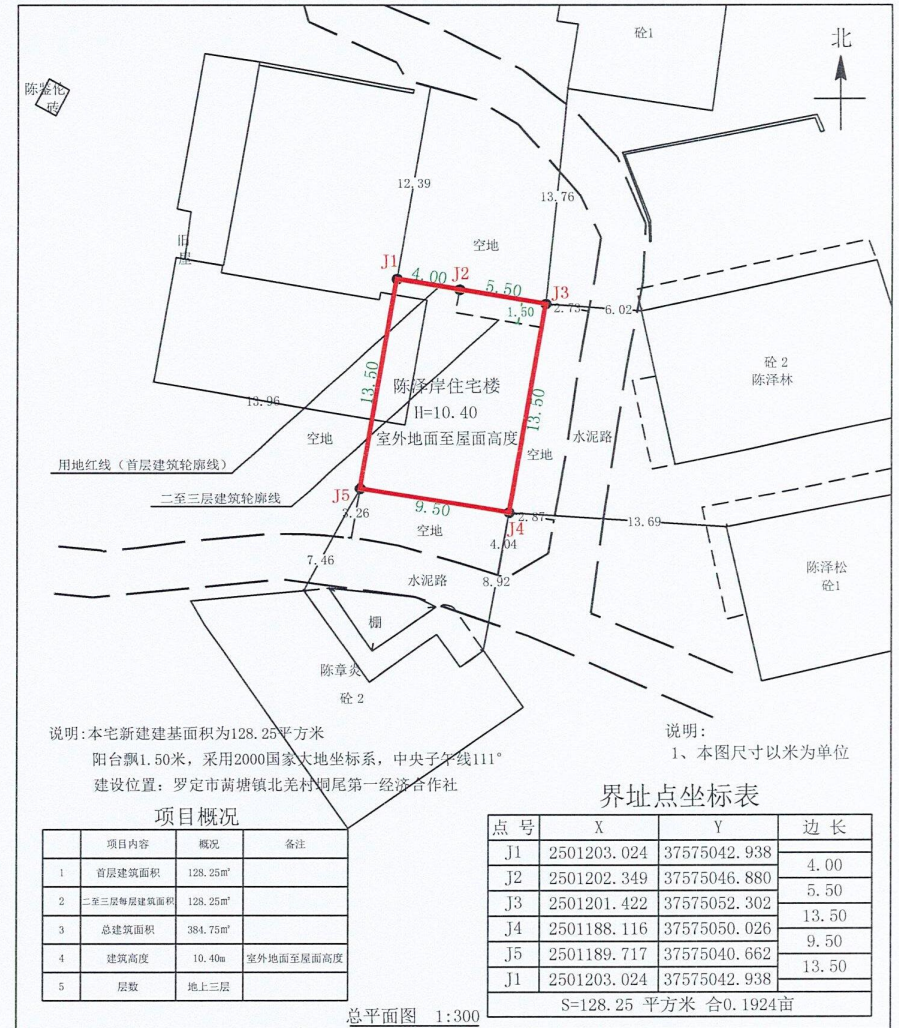 砼1
北
陈鉴伦
砖
12.39
13.76
旧
屋
空地
J1
4.00
J2
5.50
J3
1.50
2.73
6.02
砼2
陈泽林
13.50
陈泽岸住宅楼
H=10.40
室外地面至屋面高度
13.50
13.96
空地
水泥路
空地
用地红线（首层建筑轮廓线）
二至三层建筑轮廓线
J5
9.50
J4
3.26
空地
2.87
13.69
4.04
7.46
水泥路
8.92
陈泽松
砼1
棚
陈章炎
砼2
说明:本宅新建建基面积为128.25平方米
阳台飘1.50米，采用2000国家大地坐标系，中央子午线111°
建设位置：罗定市㓥塘镇北羌村垌尾第一经济合作社
说明:
1、本图尺寸以米为单位
项目概况
项目内容 概况 备注
1 首层建筑面积 128.25㎡
2 二至三层每层建筑面积 128.25㎡
3 总建筑面积 384.75㎡
4 建筑高度 10.40m 室外地面至屋面高度
5 层数 地上三层
界址点坐标表
点号 X Y 边长
J1 2501203.024 37575042.938
4.00
J2 2501202.349 37575046.880
5.50
J3 2501201.422 37575052.302
13.50
J4 2501188.116 37575050.026
9.50
J5 2501189.717 37575040.662
13.50
J1 2501203.024 37575042.938
S=128.25 平方米 合0.1924亩
总平面图 1:300